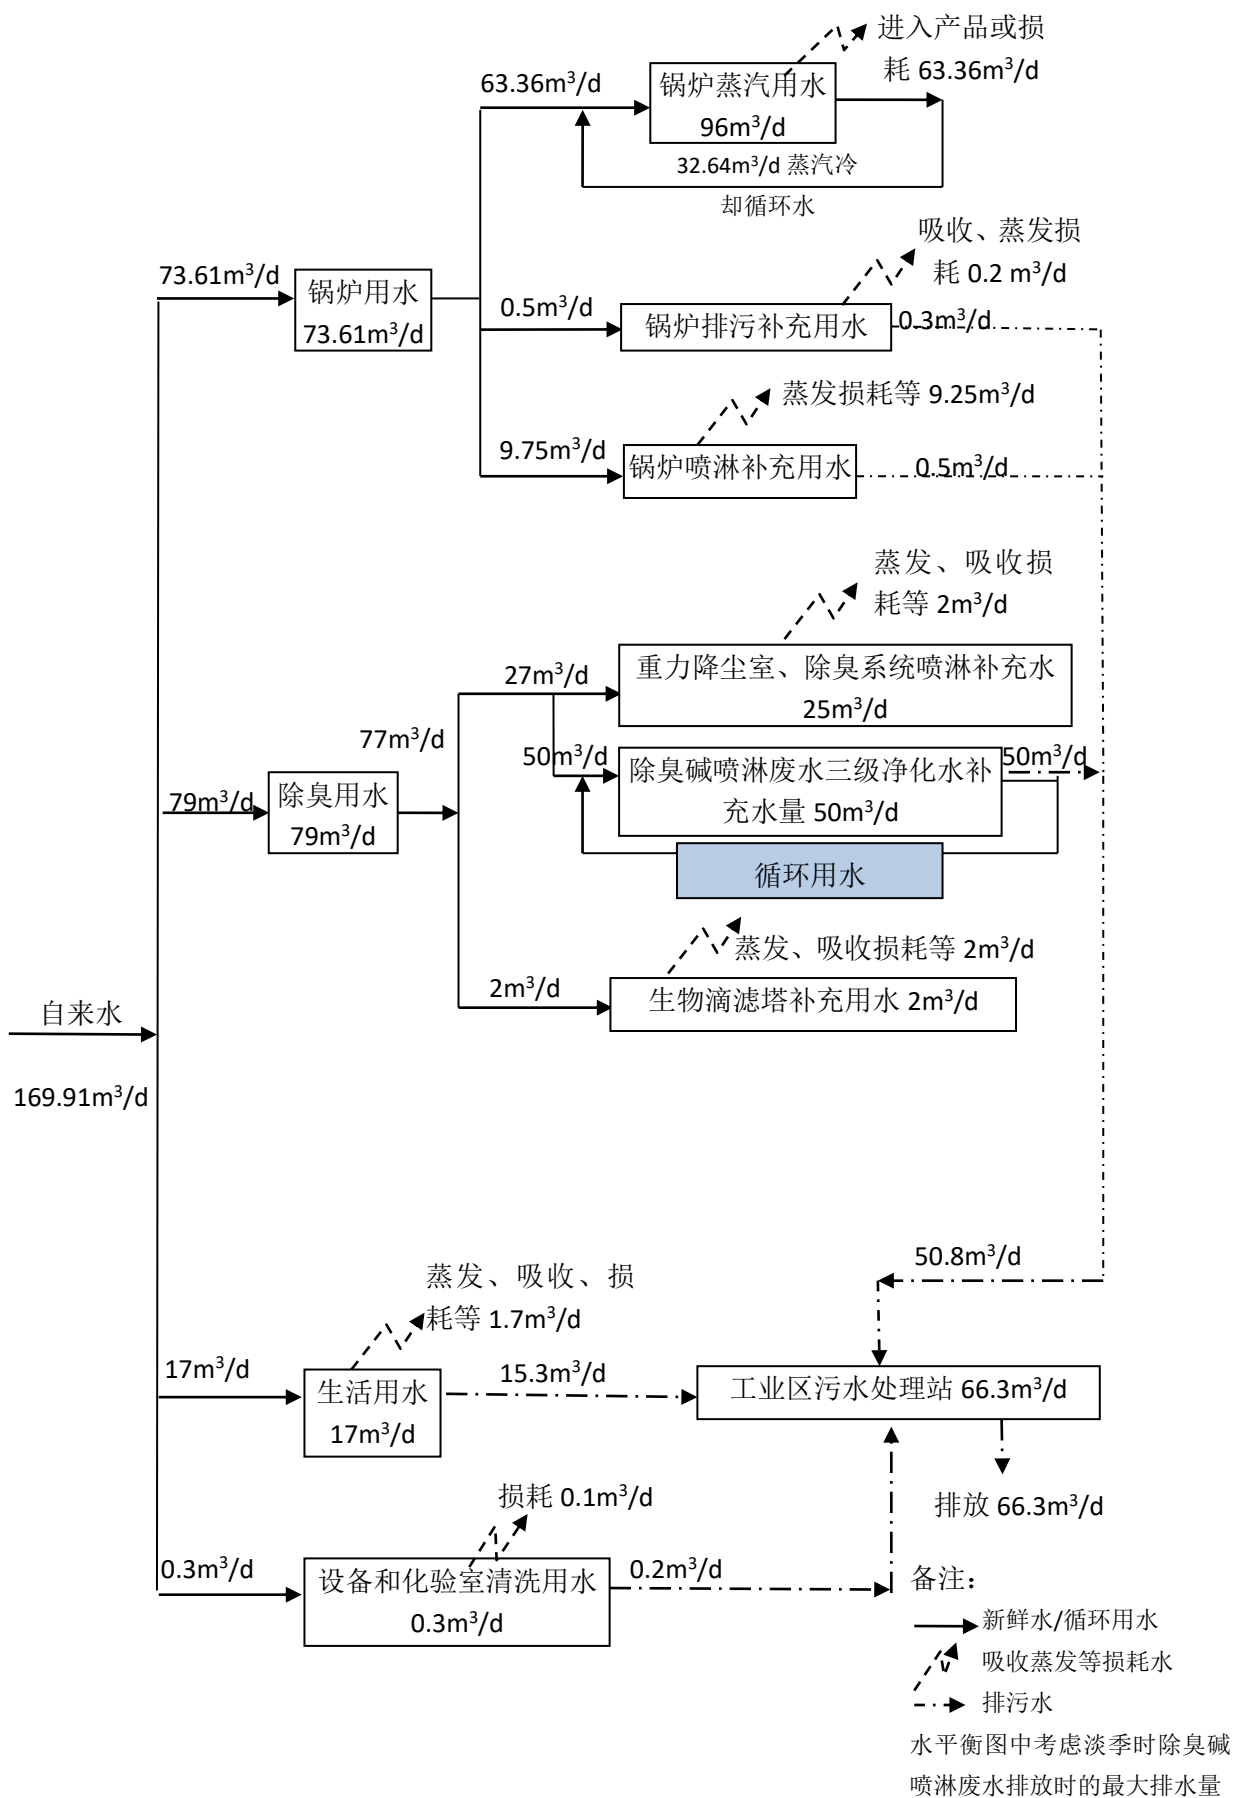 进入产品或损
耗 63.36m³/d
63.36m³/d
锅炉蒸汽用水
96m³/d
32.64m³/d 蒸汽冷
却循环水
吸收、蒸发损
耗 0.2 m³/d
73.61m³/d
锅炉用水
73.61m³/d
0.5m³/d
锅炉排污补充用水
0.3m³/d
蒸发损耗等 9.25m³/d
9.75m³/d
锅炉喷淋补充用水
0.5m³/d
蒸发、吸收损
耗等 2m³/d
27m³/d
重力降尘室、除臭系统喷淋补充水
25m³/d
77m³/d
50m³/d
除臭碱喷淋废水三级净化水补
充水量 50m³/d
50m³/d
79m³/d
除臭用水
79m³/d
循环用水
蒸发、吸收损耗等 2m³/d
2m³/d
生物滴滤塔补充用水 2m³/d
自来水
169.91m³/d
50.8m³/d
蒸发、吸收、损
耗等 1.7m³/d
17m³/d
生活用水
17m³/d
15.3m³/d
工业区污水处理站 66.3m³/d
排放 66.3m³/d
损耗 0.1m³/d
0.3m³/d
设备和化验室清洗用水
0.3m³/d
0.2m³/d
备注：
新鲜水/循环用水
吸收蒸发等损耗水
排污水
水平衡图中考虑淡季时除臭碱
喷淋废水排放时的最大排水量